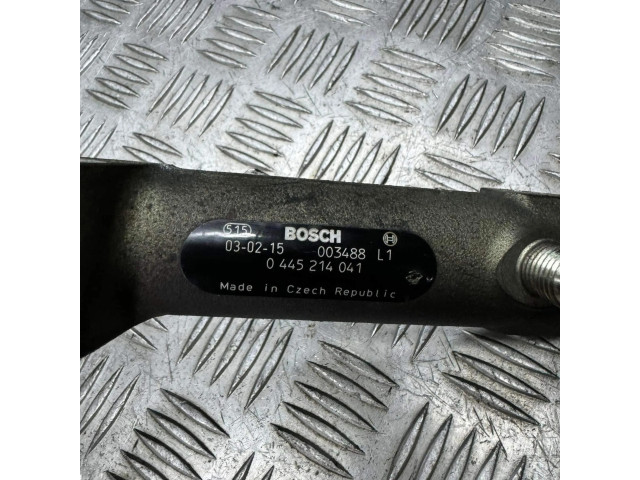 515 BOSCH
03-02-15 003488 L1
0 445 214 041
Made in Czech Republic